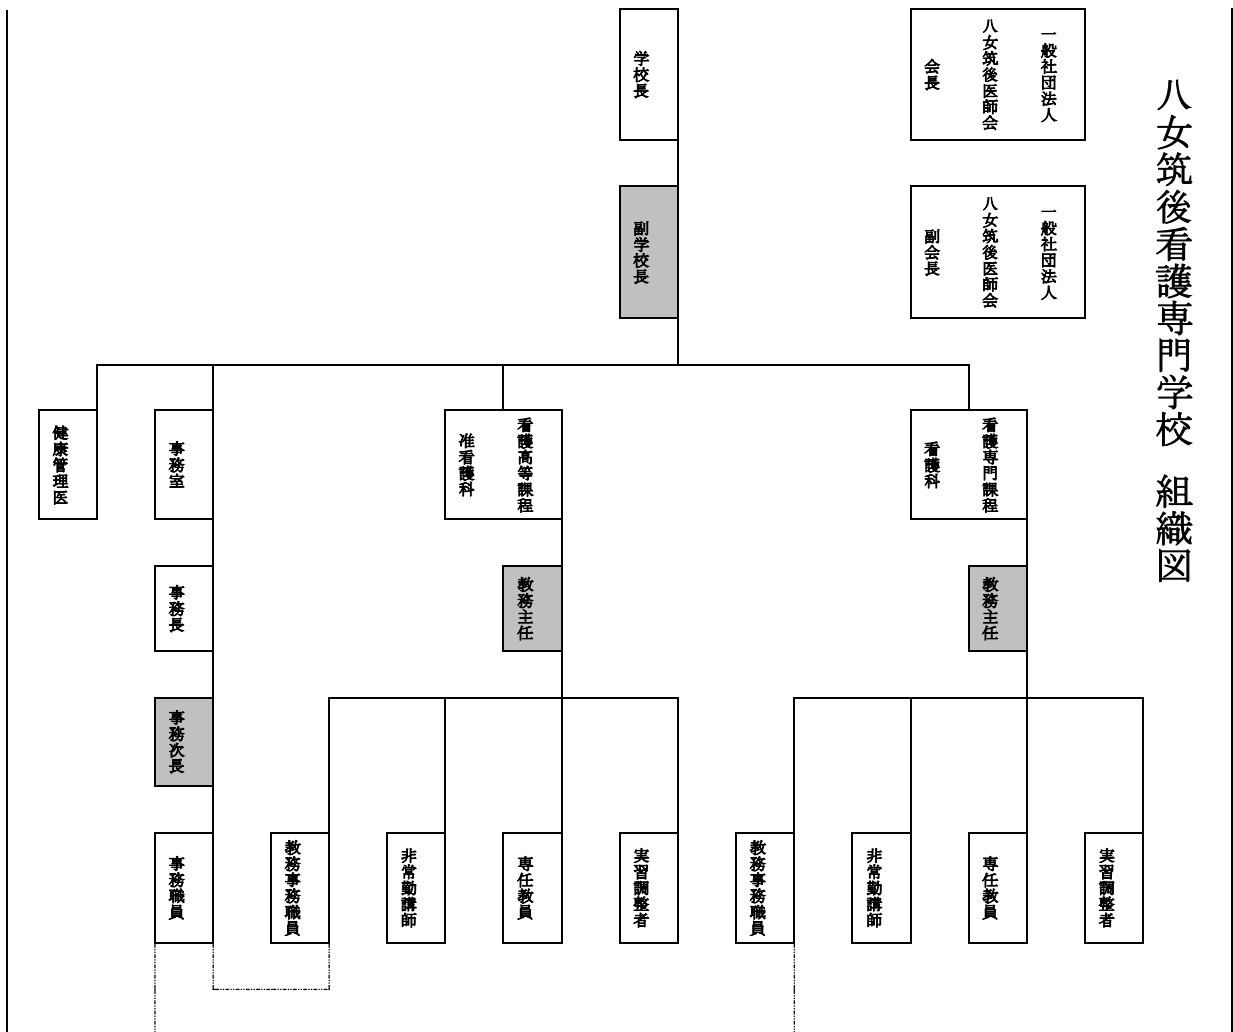 八女筑後看護専門学校 組織図
一般社団法人
八女筑後医師会
会長
一般社団法人
八女筑後医師会
副会長
学校長
副学校長
看護専門課程
看護科
看護高等課程
准看護科
事務室
健康管理医
教務主任
教務主任
事務長
事務次長
実習調整者
専任教員
非常勤講師
教務事務職員
実習調整者
専任教員
非常勤講師
教務事務職員
事務職員